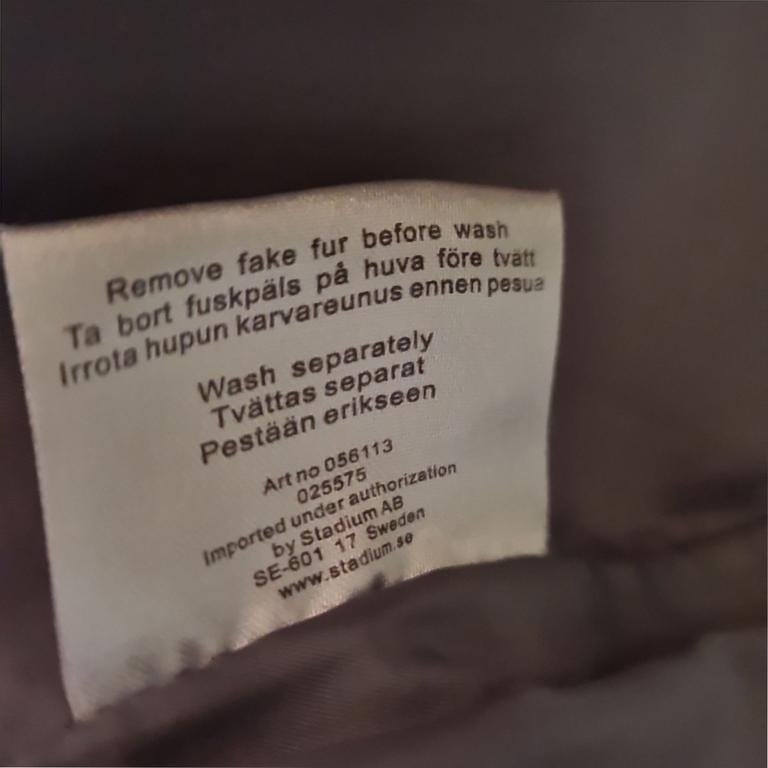 Remove fake fur before wash
Ta bort fuskpäls på huva före tvätt
Irrota hupun karvareunus ennen pesua
Wash separately
Tvättas separat
Pestään erikseen
Art no 056113
025575
Imported under authorization
by Stadium AB
SE-601 17 Sweden
www.stadium.se